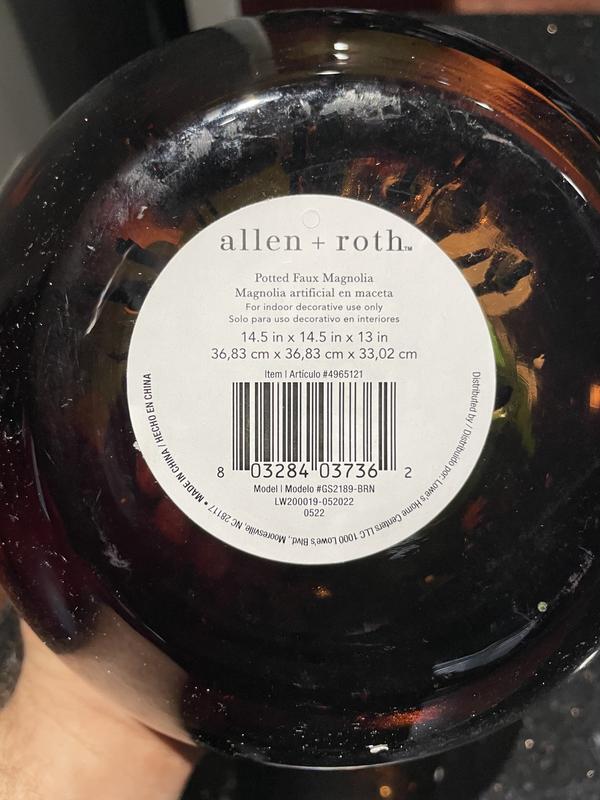 allen + roth™
Potted Faux Magnolia
Magnolia artificial en maceta
For indoor decorative use only
Solo para uso decorativo en interiores
14.5 in x 14.5 in x 13 in
36,83 cm x 36,83 cm x 33,02 cm
Item | Artículo #4965121
8 03284 03736 2
Model | Modelo #GS2189-BRN
LW200019-052022
0522
Distributed by / Distribuido por: Lowe's Home Centers LLC 1000 Lowe's Blvd., Mooresville, NC 28117 • MADE IN CHINA / HECHO EN CHINA